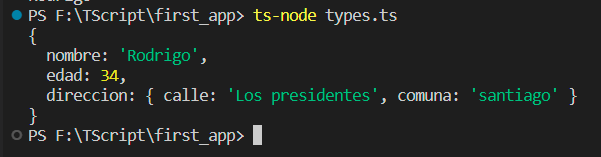 PS F:\TScript\first_app> ts-node types.ts
{
  nombre: 'Rodrigo',
  edad: 34,
  direccion: { calle: 'Los presidentes', comuna: 'santiago' }
}
PS F:\TScript\first_app>